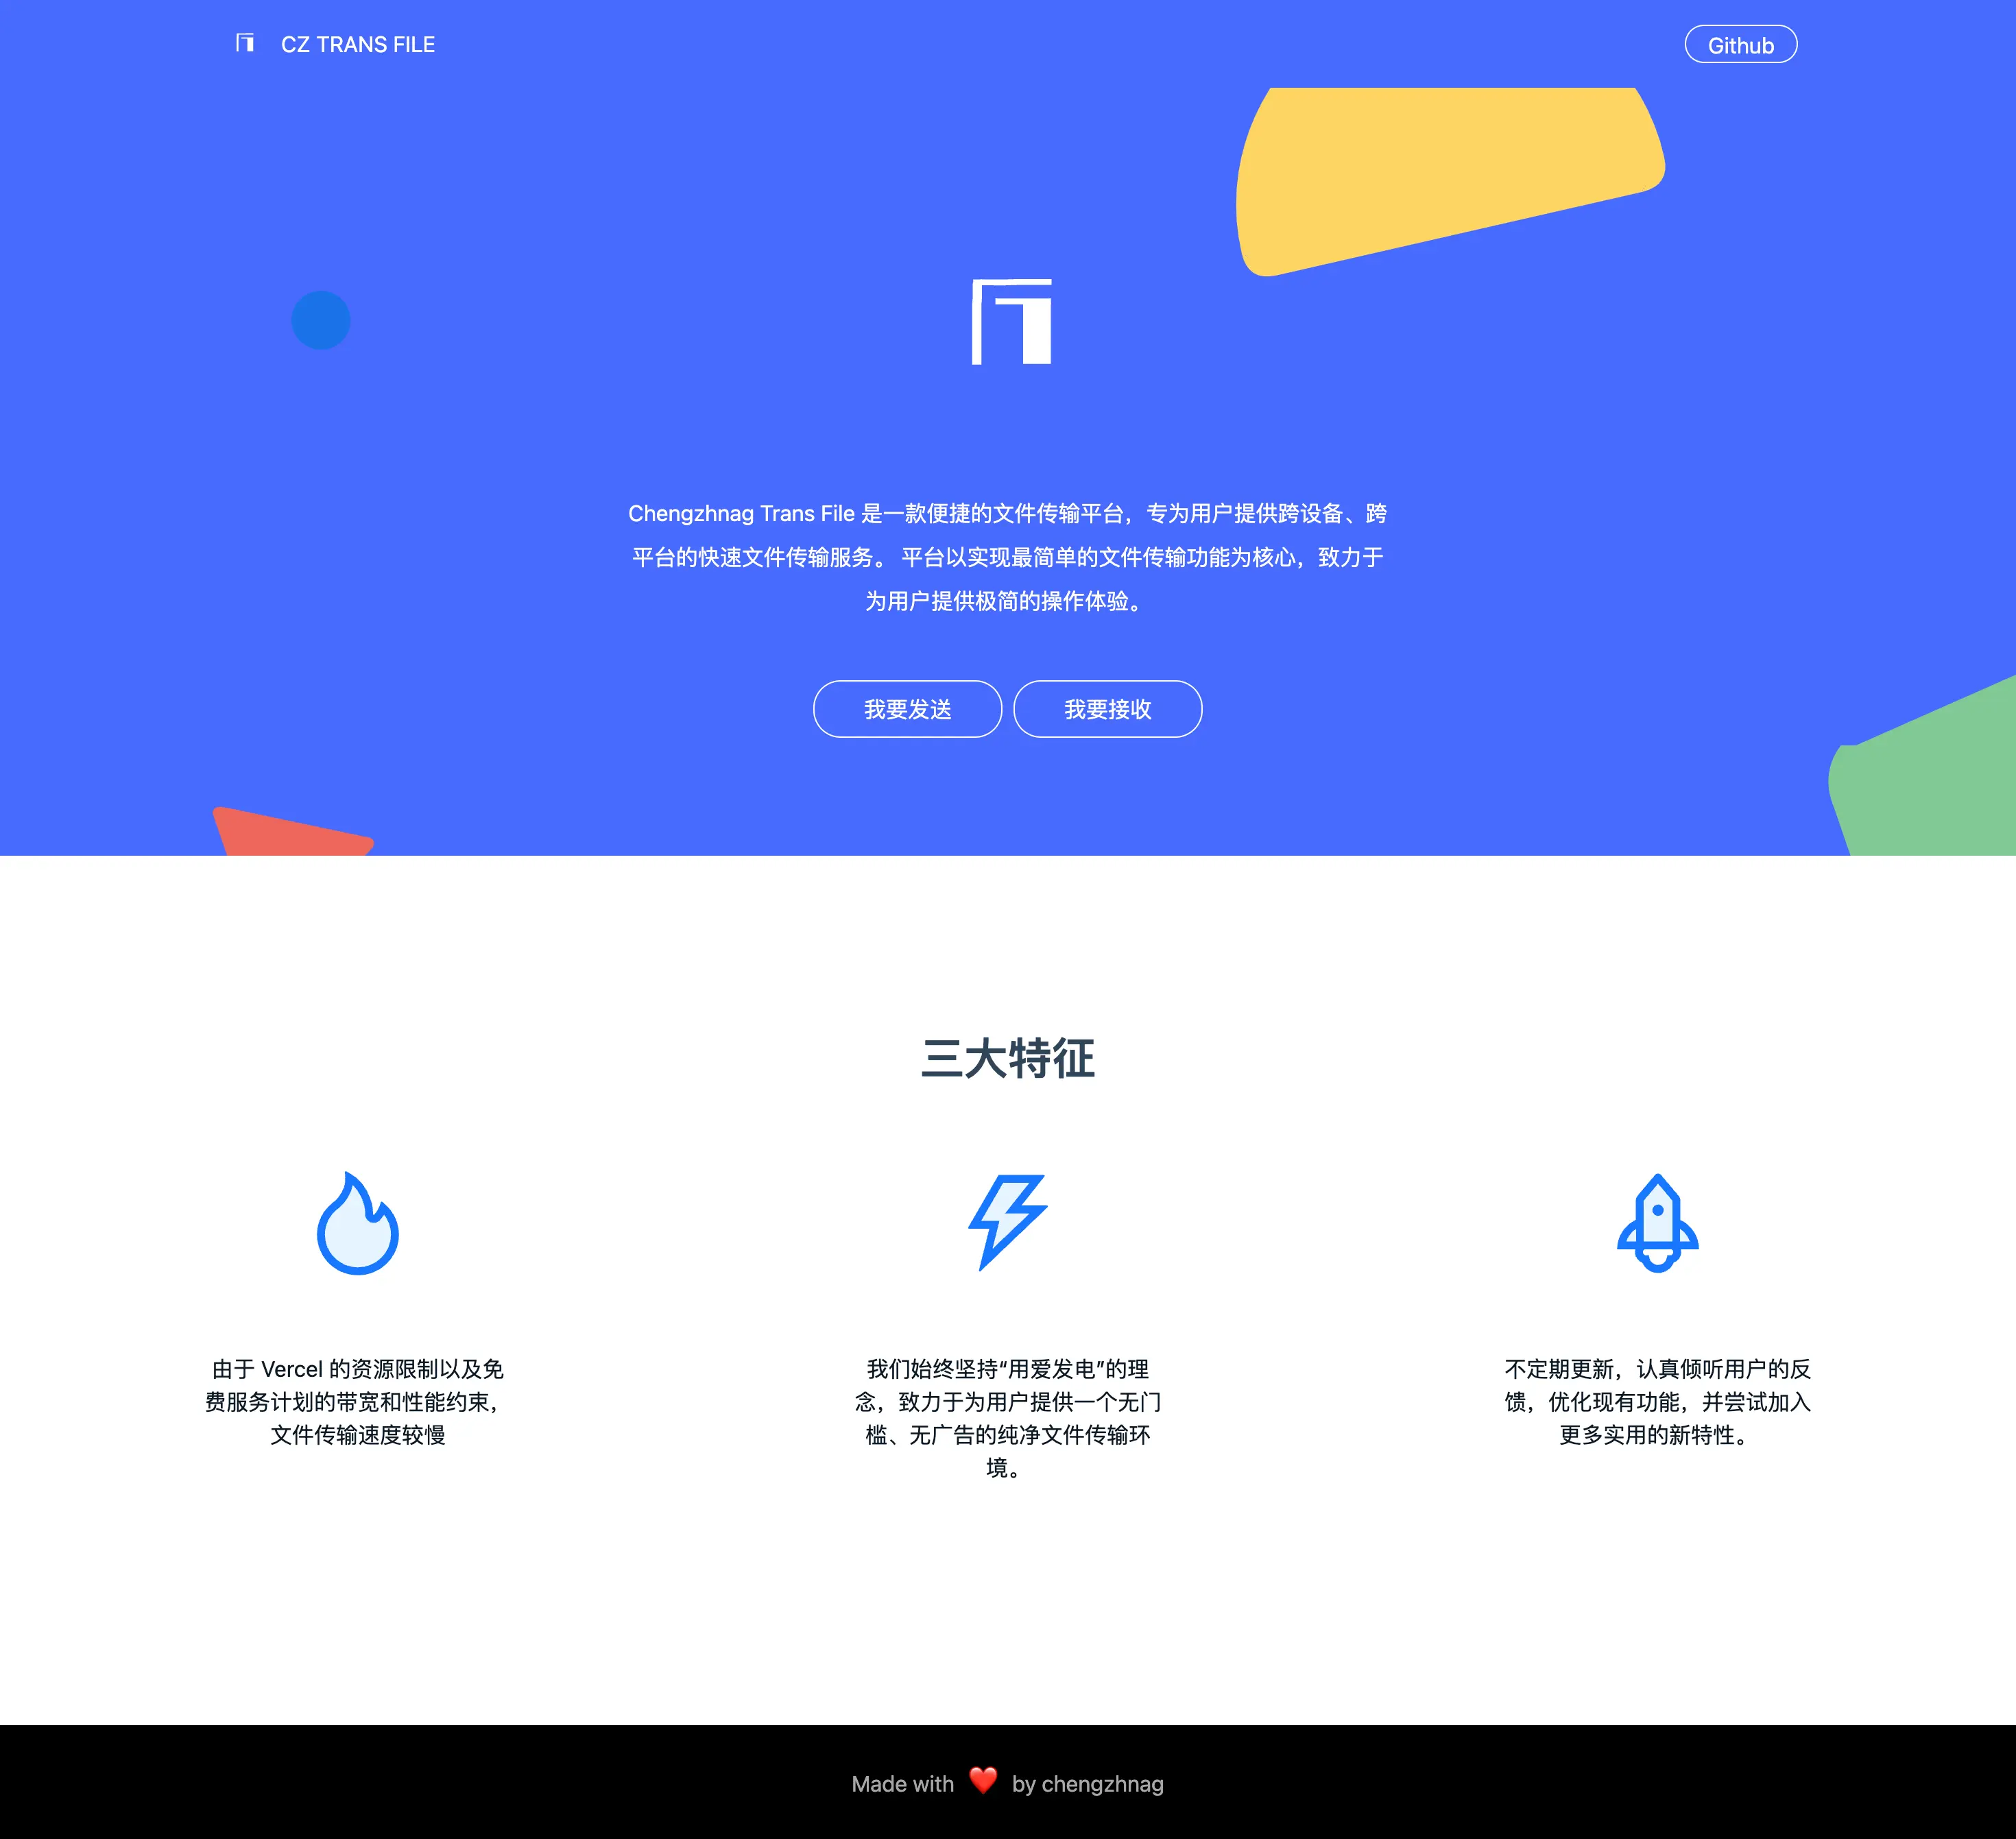 CZ TRANS FILE
Github
Chengzhnag Trans File 是一款便捷的文件传输平台，专为用户提供跨设备、跨
平台的快速文件传输服务。 平台以实现最简单的文件传输功能为核心，致力于
为用户提供极简的操作体验。
我要发送
我要接收
三大特征
由于 Vercel 的资源限制以及免
费服务计划的带宽和性能约束，
文件传输速度较慢
我们始终坚持“用爱发电”的理
念，致力于为用户提供一个无门
槛、无广告的纯净文件传输环
境。
不定期更新，认真倾听用户的反
馈，优化现有功能，并尝试加入
更多实用的新特性。
Made with ❤️ by chengzhnag